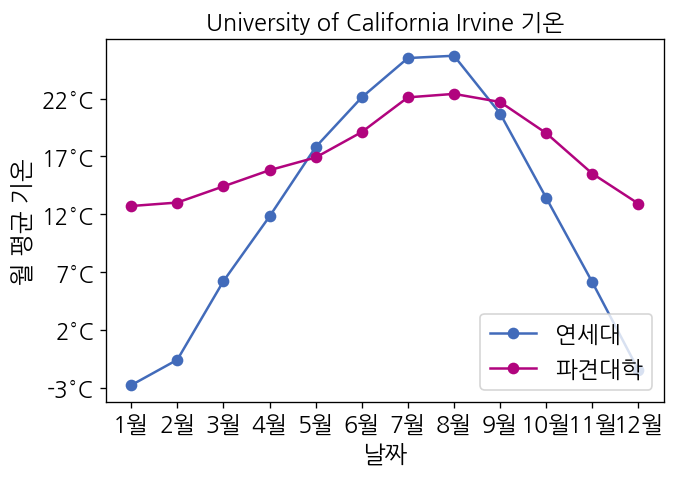 University of California Irvine 기온
월 평균 기온
22°C
17°C
12°C
7°C
2°C
-3°C
연세대
파견대학
1월 2월 3월 4월 5월 6월 7월 8월 9월 10월 11월 12월
날짜